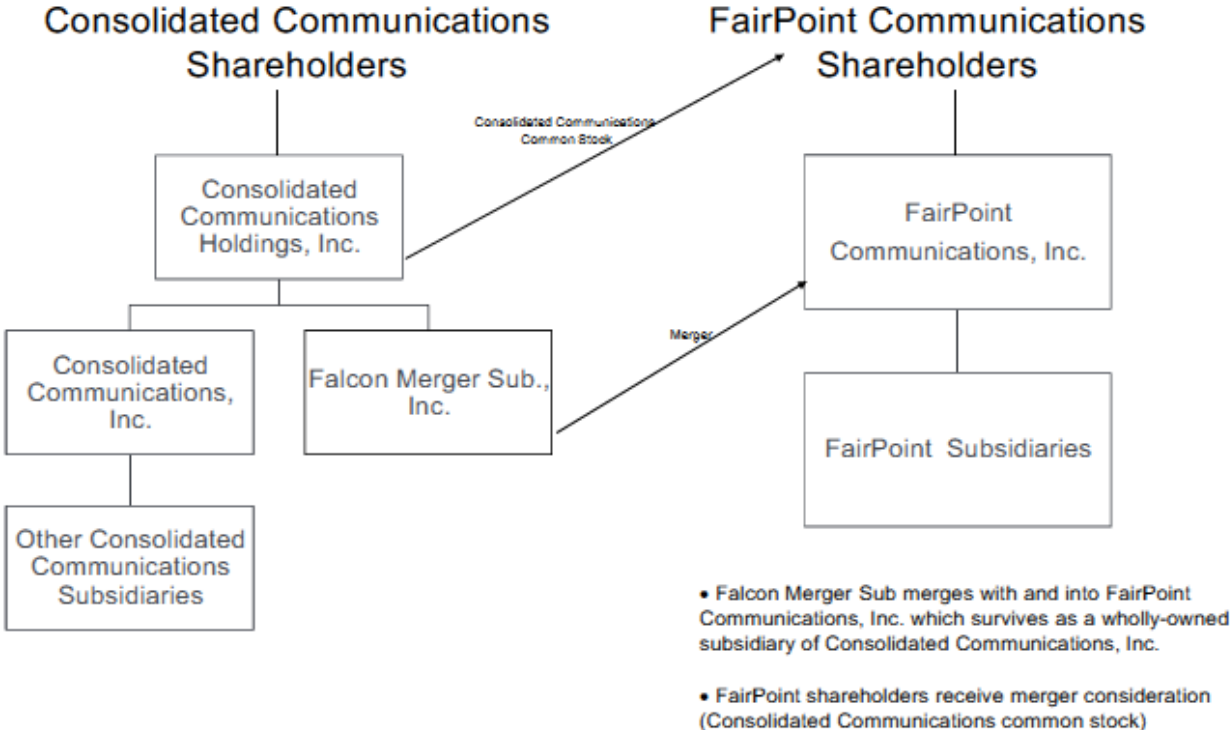 Consolidated Communications
Shareholders
FairPoint Communications
Shareholders
Consolidated Communications
Common Stock
Consolidated
Communications
Holdings, Inc.
FairPoint
Communications, Inc.
Merger
Consolidated
Communications,
Inc.
Falcon Merger Sub.,
Inc.
FairPoint Subsidiaries
Other Consolidated
Communications
Subsidiaries
• Falcon Merger Sub merges with and into FairPoint
Communications, Inc. which survives as a wholly-owned
subsidiary of Consolidated Communications, Inc.
• FairPoint shareholders receive merger consideration
(Consolidated Communications common stock)